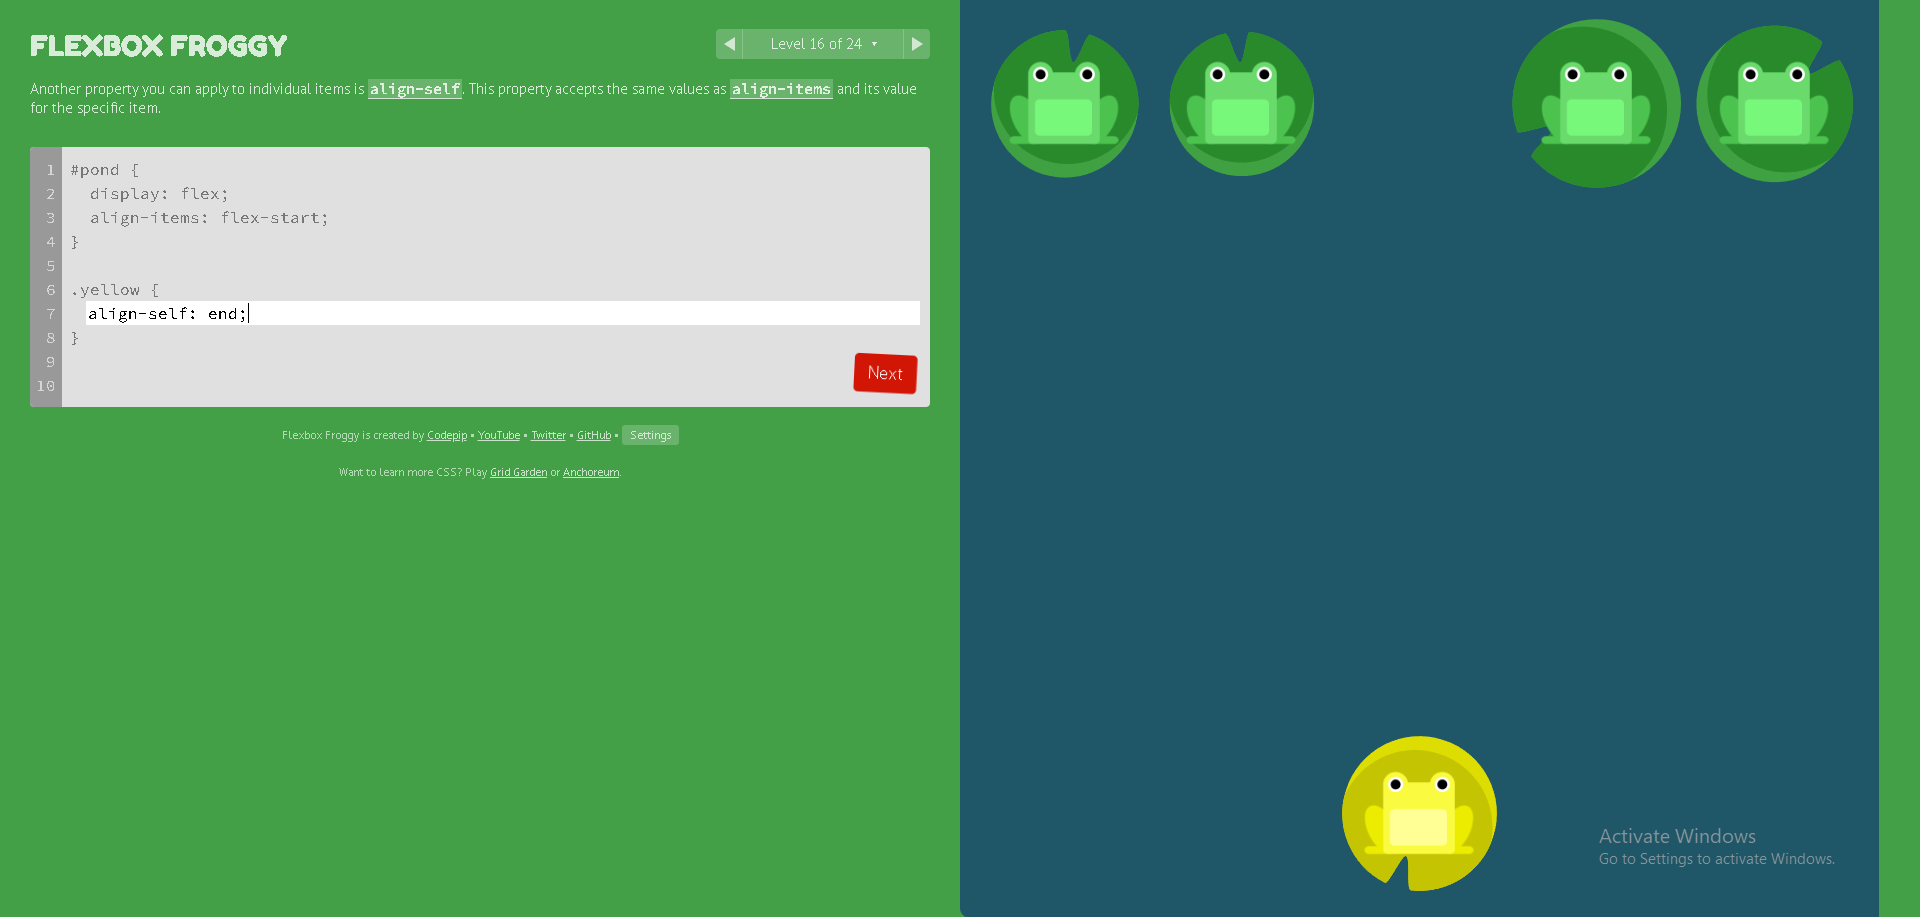 FLEXBOX FROGGY
◀ Level 16 of 24 ▾ ▶
Another property you can apply to individual items is align-self. This property accepts the same values as align-items and its value
for the specific item.
1 #pond {
2 display: flex;
3 align-items: flex-start;
4 }
5
6 .yellow {
7 align-self: end;
8 }
9
10
Next
Flexbox Froggy is created by Codepip • YouTube • Twitter • GitHub • Settings
Want to learn more CSS? Play Grid Garden or Anchoreum.
Activate Windows
Go to Settings to activate Windows.